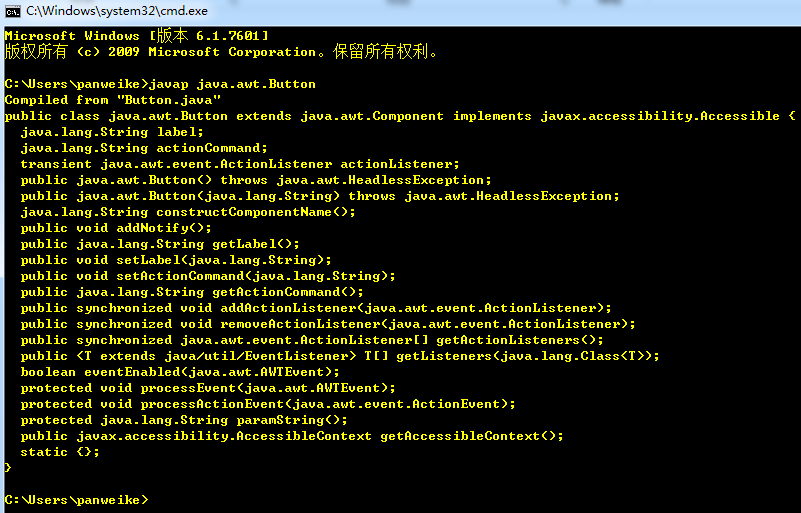 C:\Windows\system32\cmd.exe
Microsoft Windows [版本 6.1.7601]
版权所有 (c) 2009 Microsoft Corporation。保留所有权利。
C:\Users\panweike>javap java.awt.Button
Compiled from "Button.java"
public class java.awt.Button extends java.awt.Component implements javax.accessibility.Accessible {
  java.lang.String label;
  java.lang.String actionCommand;
  transient java.awt.event.ActionListener actionListener;
  public java.awt.Button() throws java.awt.HeadlessException;
  public java.awt.Button(java.lang.String) throws java.awt.HeadlessException;
  java.lang.String constructComponentName();
  public void addNotify();
  public java.lang.String getLabel();
  public void setLabel(java.lang.String);
  public void setActionCommand(java.lang.String);
  public java.lang.String getActionCommand();
  public synchronized void addActionListener(java.awt.event.ActionListener);
  public synchronized void removeActionListener(java.awt.event.ActionListener);
  public synchronized java.awt.event.ActionListener[] getActionListeners();
  public <T extends java/util/EventListener> T[] getListeners(java.lang.Class<T>);
  boolean eventEnabled(java.awt.AWTEvent);
  protected void processEvent(java.awt.AWTEvent);
  protected void processActionEvent(java.awt.event.ActionEvent);
  protected java.lang.String paramString();
  public javax.accessibility.AccessibleContext getAccessibleContext();
  static {};
}
C:\Users\panweike>